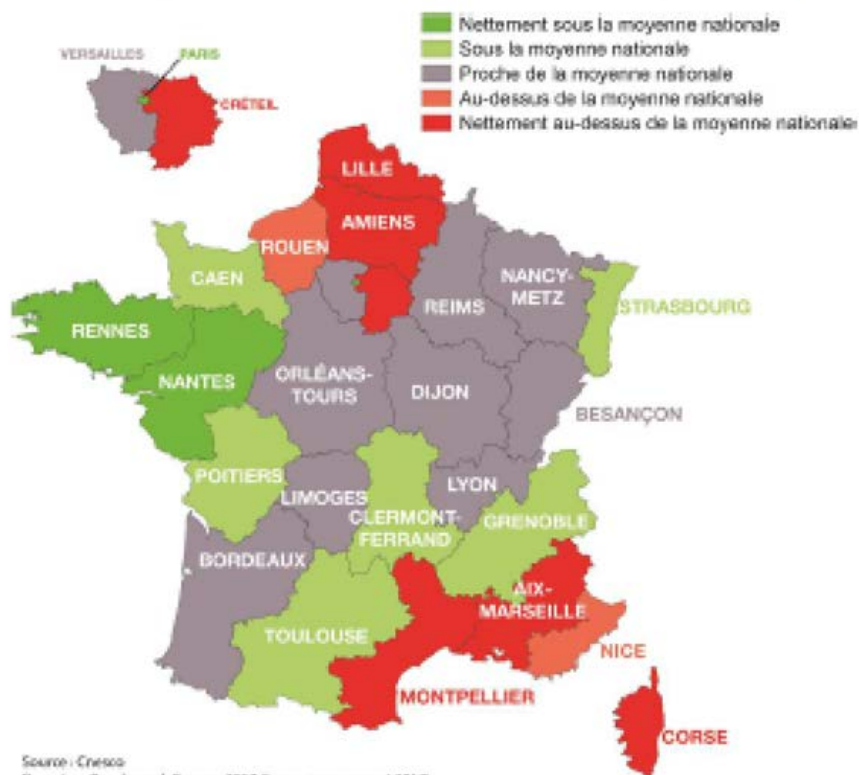 Nettement sous la moyenne nationale
Sous la moyenne nationale
Proche de la moyenne nationale
Au-dessus de la moyenne nationale
Nettement au-dessus de la moyenne nationale
VERSAILLES
PARIS
CRÉTEIL
LILLE
AMIENS
ROUEN
CAEN
REIMS
NANCY-
METZ
STRASBOURG
RENNES
NANTES
ORLÉANS-
TOURS
DIJON
BESANÇON
POITIERS
LIMOGES
CLERMONT-
FERRAND
LYON
GRENOBLE
BORDEAUX
AIX-
MARSEILLE
TOULOUSE
NICE
MONTPELLIER
CORSE
Source : Cnesco